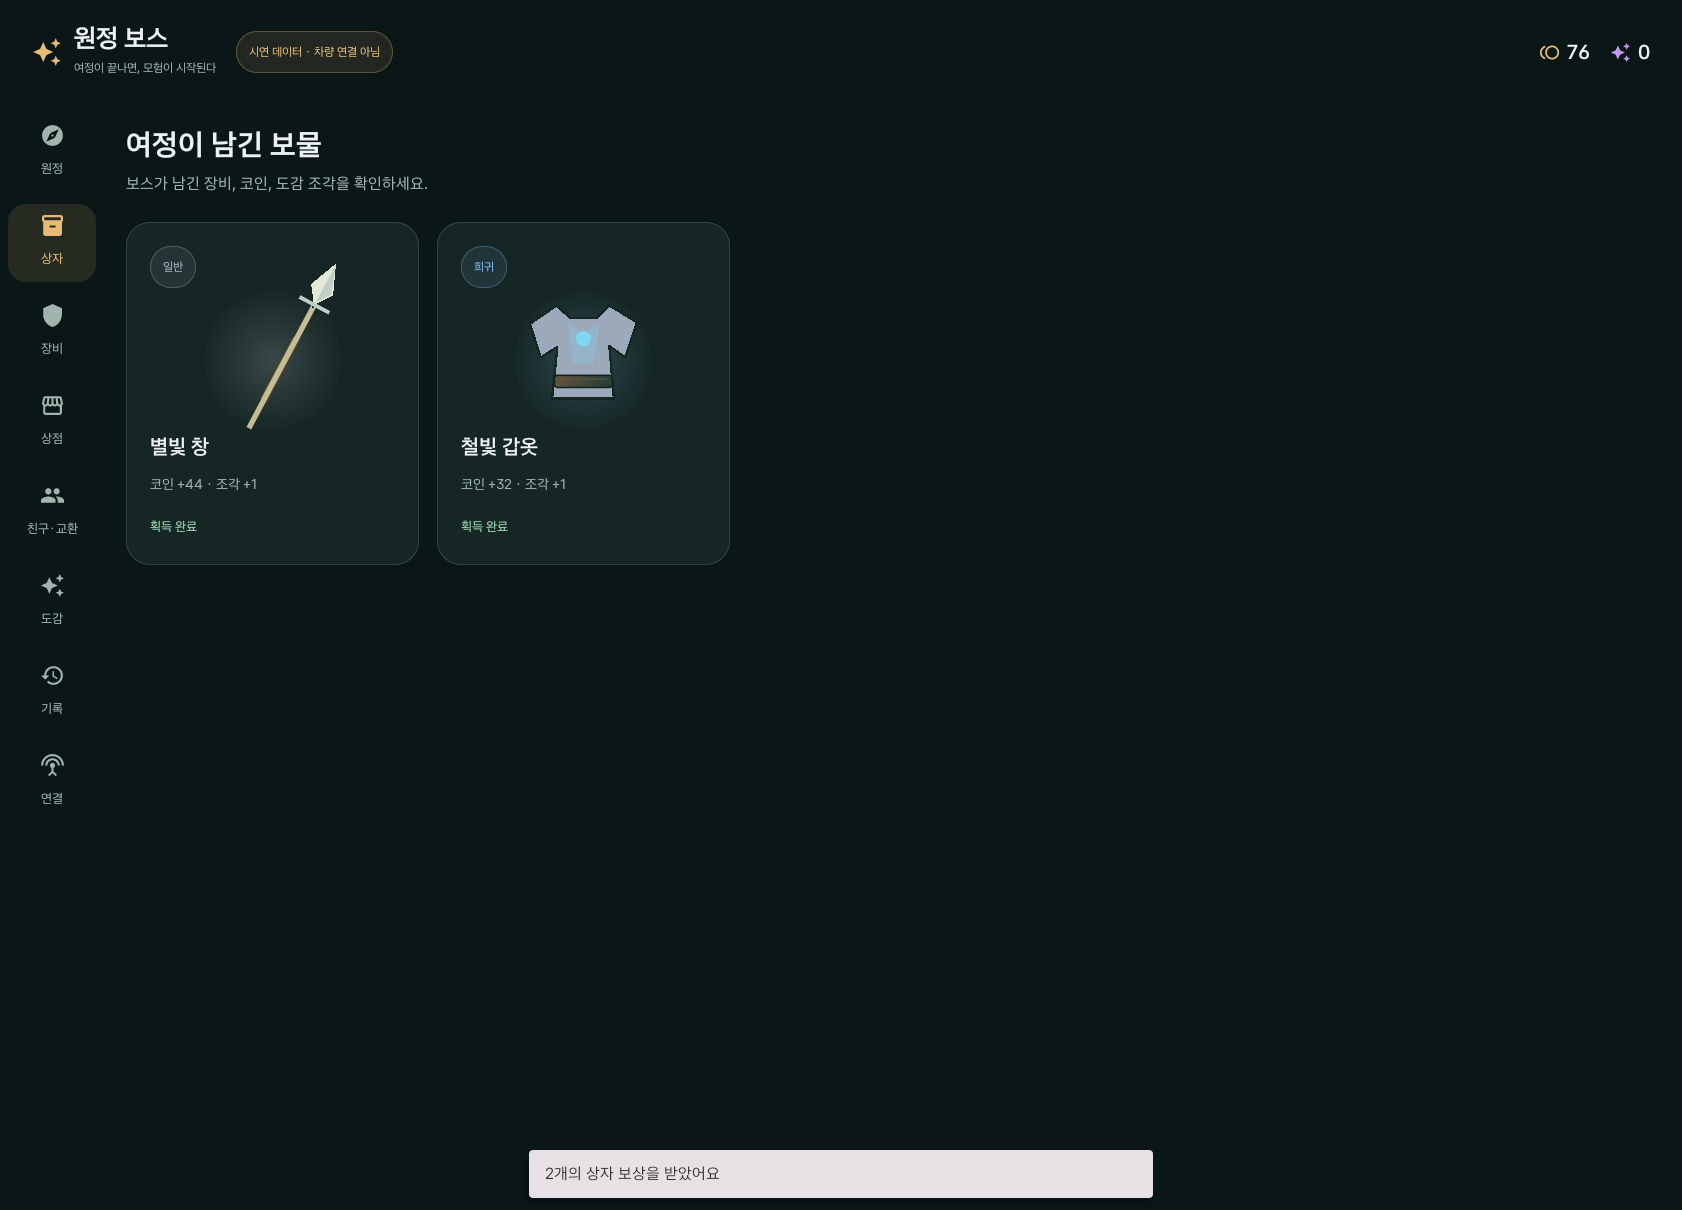 원정 보스
여정이 끝나면, 모험이 시작된다
시연 데이터 · 차량 연결 아님
76
0
원정
상자
장비
상점
친구·교환
도감
기록
연결
여정이 남긴 보물
보스가 남긴 장비, 코인, 도감 조각을 확인하세요.
일반
별빛 창
코인 +44 · 조각 +1
획득 완료
희귀
철빛 갑옷
코인 +32 · 조각 +1
획득 완료
2개의 상자 보상을 받았어요